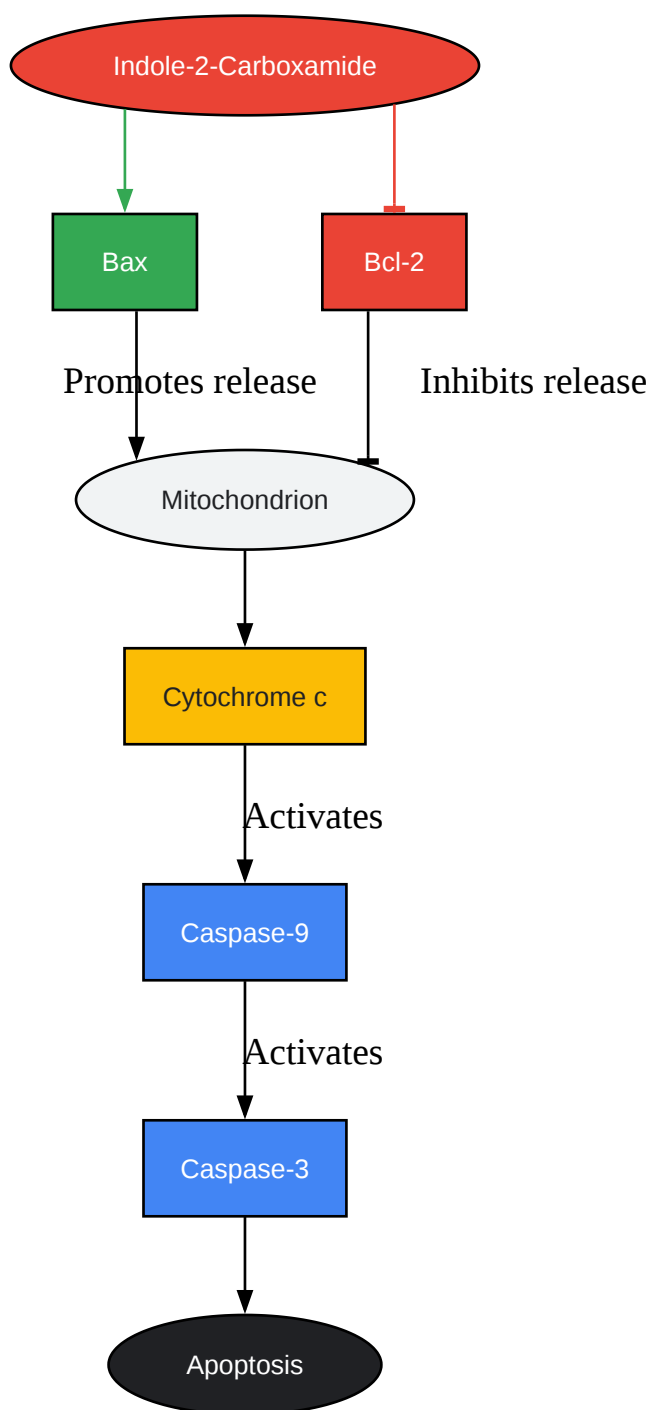 Indole-2-Carboxamide
Bax
Bcl-2
Promotes release
Inhibits release
Mitochondrion
Cytochrome c
Activates
Caspase-9
Activates
Caspase-3
Apoptosis